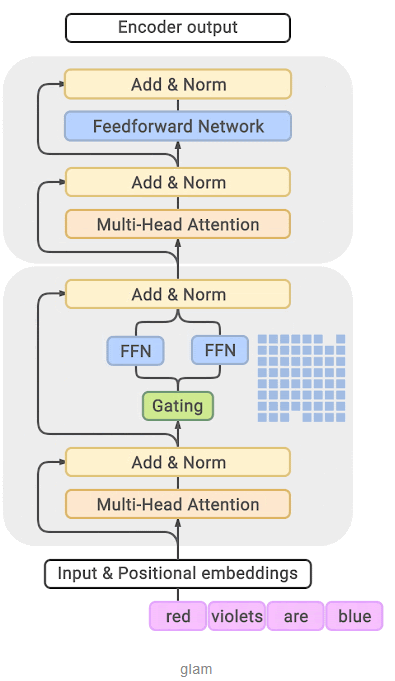 Encoder output
Add & Norm
Feedforward Network
Add & Norm
Multi-Head Attention
Add & Norm
FFN FFN
Gating
Add & Norm
Multi-Head Attention
Input & Positional embeddings
red violets are blue
glam